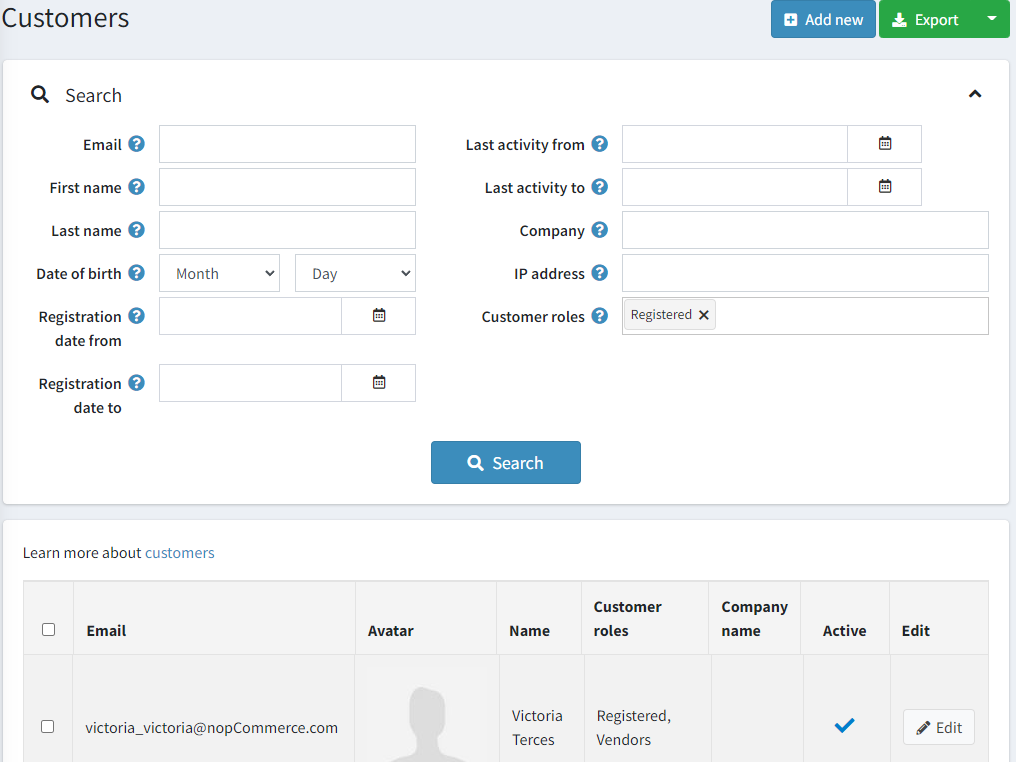 Customers
Add new
Export
Search
Email ?
First name ?
Last name ?
Date of birth ? Month Day
Registration ?
date from
Registration ?
date to
Last activity from ?
Last activity to ?
Company ?
IP address ?
Customer roles ? Registered ×
Search
Learn more about customers
Email Avatar Name Customer roles Company name Active Edit
victoria_victoria@nopCommerce.com Victoria Terces Registered, Vendors Edit